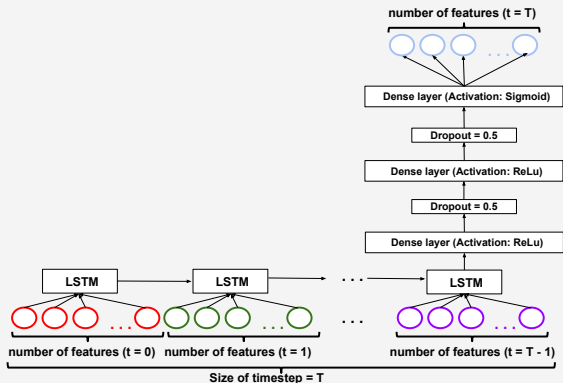 number of features (t = T)
. . .
Dense layer (Activation: Sigmoid)
Dropout = 0.5
Dense layer (Activation: ReLu)
Dropout = 0.5
Dense layer (Activation: ReLu)
LSTM
LSTM
. . .
LSTM
. . .
. . .
. . .
. . .
number of features (t = 0)
number of features (t = 1)
number of features (t = T - 1)
Size of timestep = T